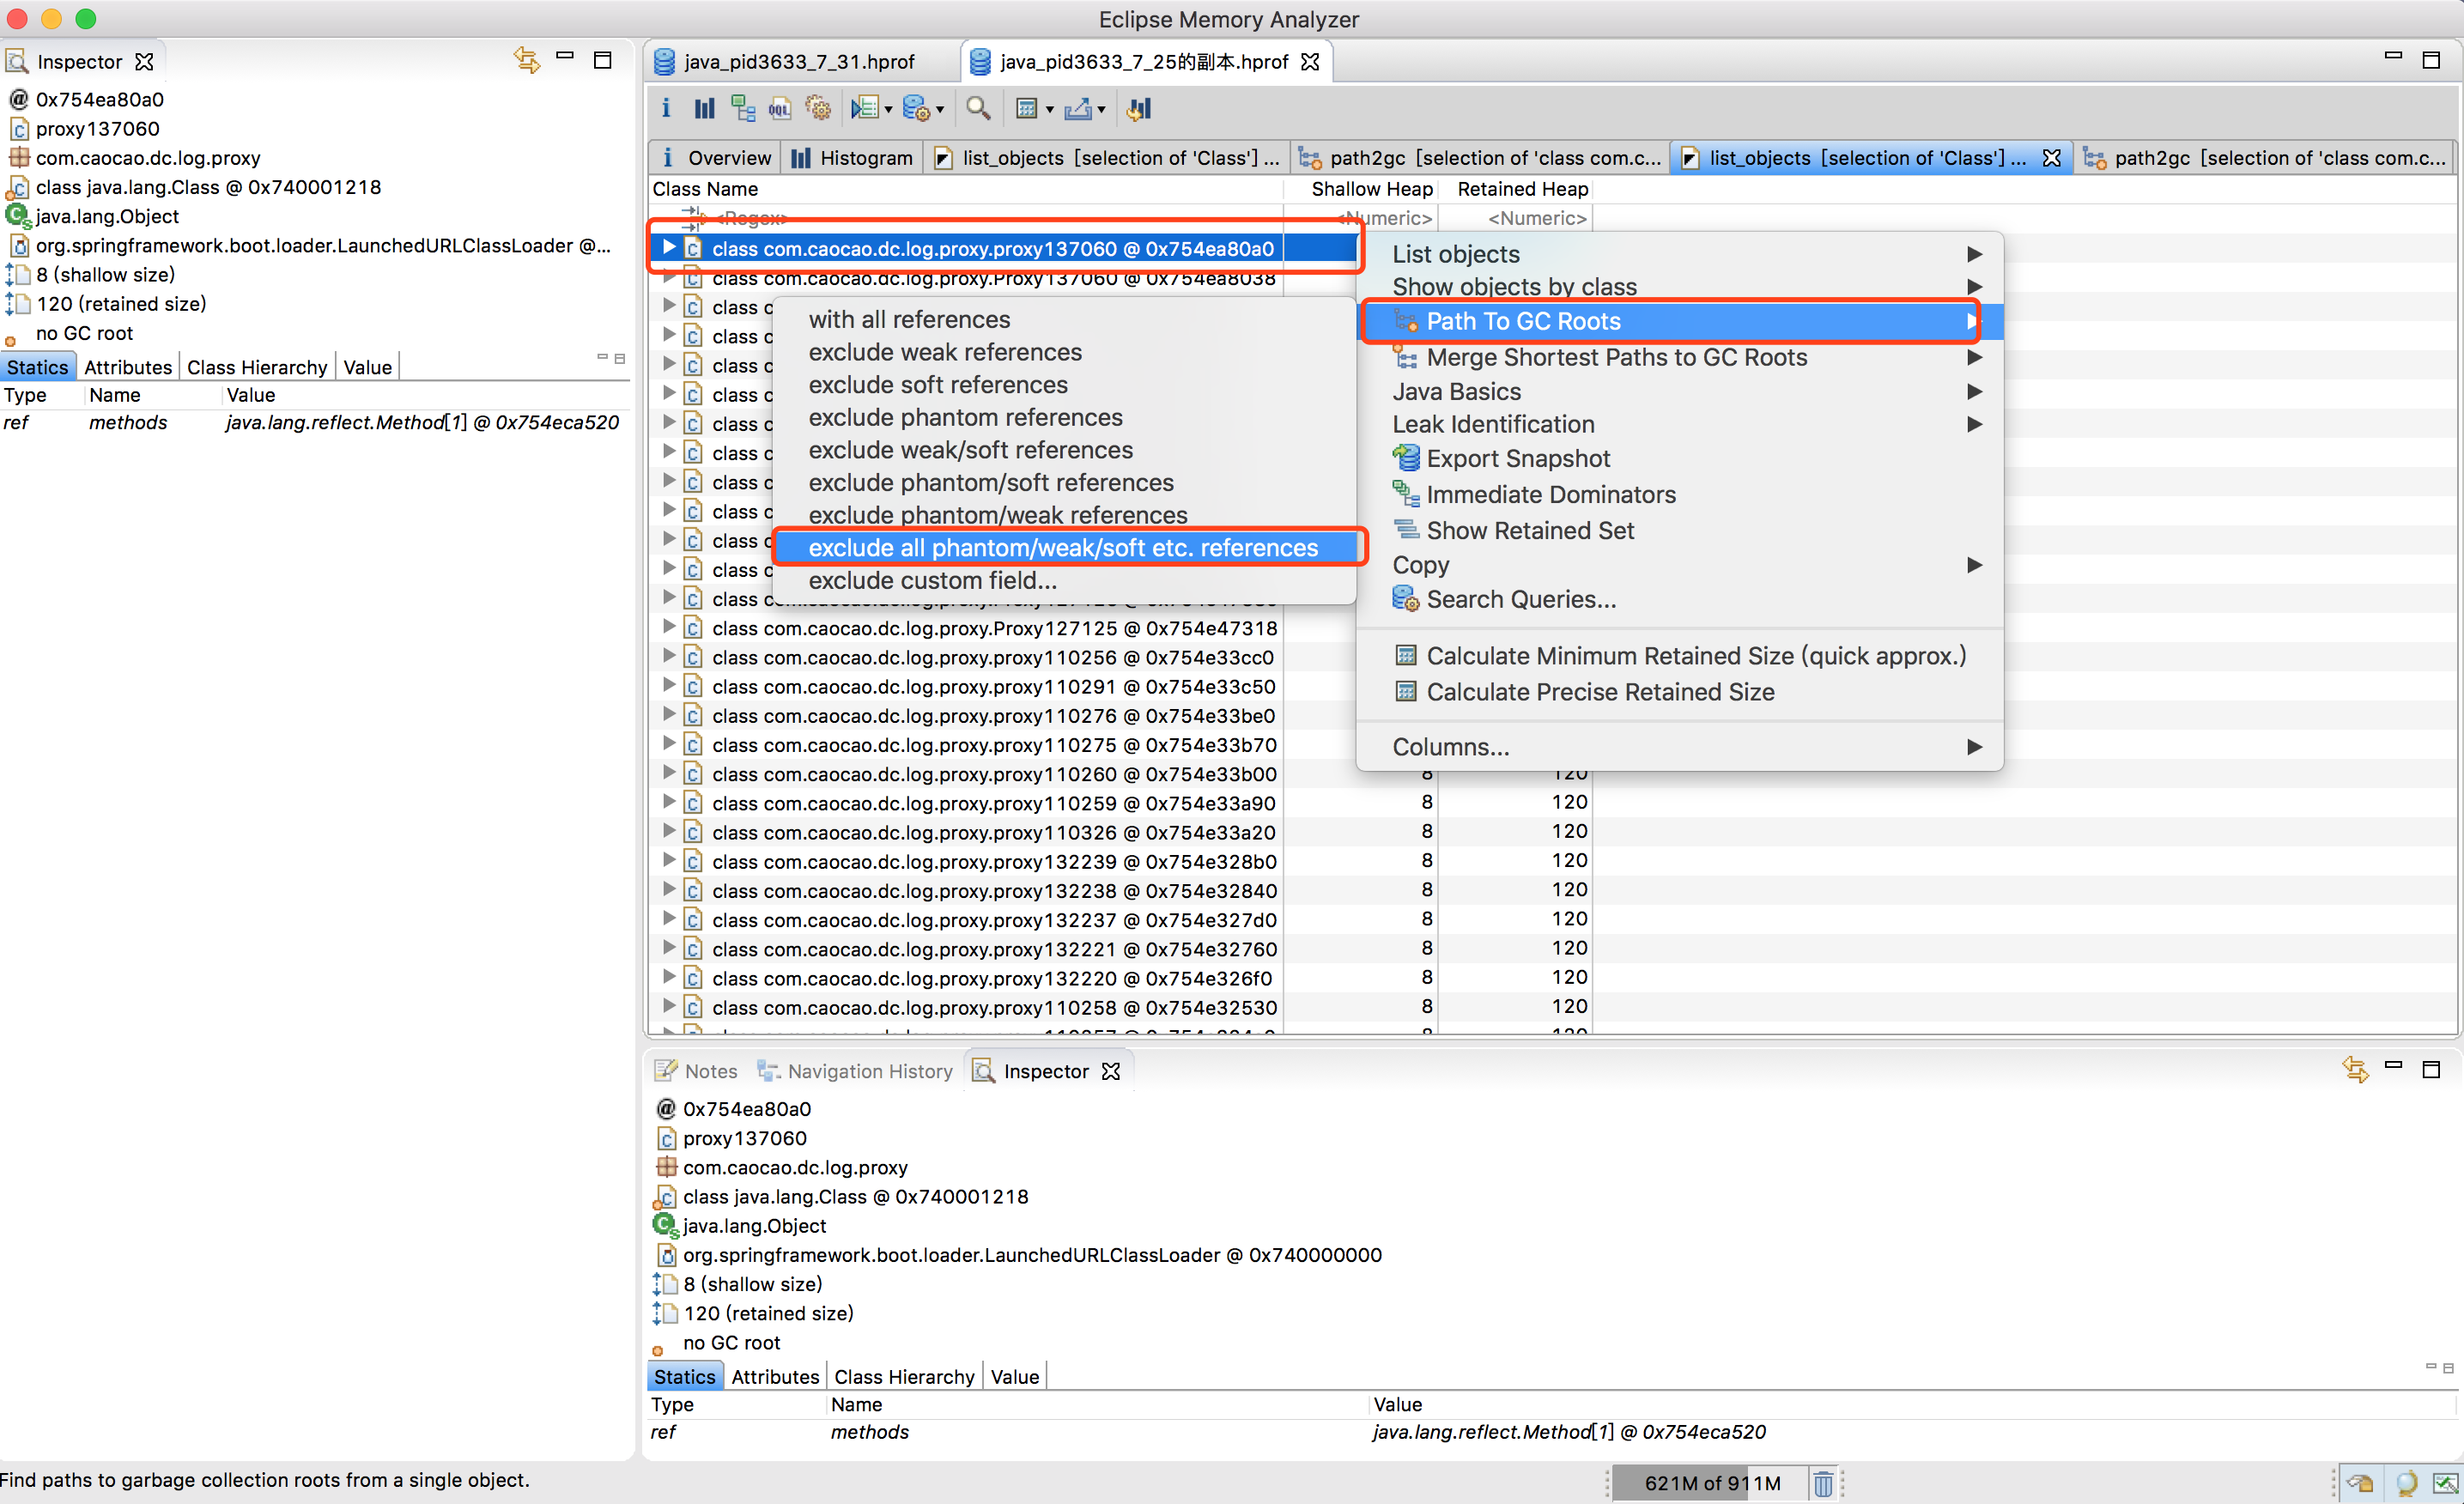 Eclipse Memory Analyzer
Inspector
@ 0x754ea80a0
proxy137060
com.caocao.dc.log.proxy
class java.lang.Class @ 0x740001218
java.lang.Object
org.springframework.boot.loader.LaunchedURLClassLoader @...
8 (shallow size)
120 (retained size)
no GC root
Statics Attributes Class Hierarchy Value
Type Name Value
ref methods java.lang.reflect.Method[1] @ 0x754eca520
java_pid3633_7_31.hprof java_pid3633_7_25的副本.hprof
i OQL
i Overview Histogram list_objects [selection of 'Class'] ... path2gc [selection of 'class com.c... list_objects [selection of 'Class'] ... path2gc [selection of 'class com.c...
Class Name Shallow Heap Retained Heap
<Regex> <Numeric> <Numeric>
class com.caocao.dc.log.proxy.proxy137060 @ 0x754ea80a0
class com.caocao.dc.log.proxy.Proxy137060 @ 0x754ea8038
class c
class c
class c
class c
class c
class c
class c
class c
class c
class c
class c
class com.caocao.dc.log.proxy.Proxy127125 @ 0x754e47318
class com.caocao.dc.log.proxy.proxy110256 @ 0x754e33cc0
class com.caocao.dc.log.proxy.proxy110291 @ 0x754e33c50
class com.caocao.dc.log.proxy.proxy110276 @ 0x754e33be0
class com.caocao.dc.log.proxy.proxy110275 @ 0x754e33b70
class com.caocao.dc.log.proxy.proxy110260 @ 0x754e33b00 8 120
class com.caocao.dc.log.proxy.proxy110259 @ 0x754e33a90 8 120
class com.caocao.dc.log.proxy.proxy110326 @ 0x754e33a20 8 120
class com.caocao.dc.log.proxy.proxy132239 @ 0x754e328b0 8 120
class com.caocao.dc.log.proxy.proxy132238 @ 0x754e32840 8 120
class com.caocao.dc.log.proxy.proxy132237 @ 0x754e327d0 8 120
class com.caocao.dc.log.proxy.proxy132221 @ 0x754e32760 8 120
class com.caocao.dc.log.proxy.proxy132220 @ 0x754e326f0 8 120
class com.caocao.dc.log.proxy.proxy110258 @ 0x754e32530 8 120
with all references
exclude weak references
exclude soft references
exclude phantom references
exclude weak/soft references
exclude phantom/soft references
exclude phantom/weak references
exclude all phantom/weak/soft etc. references
exclude custom field...
List objects
Show objects by class
Path To GC Roots
Merge Shortest Paths to GC Roots
Java Basics
Leak Identification
Export Snapshot
Immediate Dominators
Show Retained Set
Copy
Search Queries...
Calculate Minimum Retained Size (quick approx.)
Calculate Precise Retained Size
Columns...
Notes Navigation History Inspector
@ 0x754ea80a0
proxy137060
com.caocao.dc.log.proxy
class java.lang.Class @ 0x740001218
java.lang.Object
org.springframework.boot.loader.LaunchedURLClassLoader @ 0x740000000
8 (shallow size)
120 (retained size)
no GC root
Statics Attributes Class Hierarchy Value
Type Name Value
ref methods java.lang.reflect.Method[1] @ 0x754eca520
Find paths to garbage collection roots from a single object.
621M of 911M